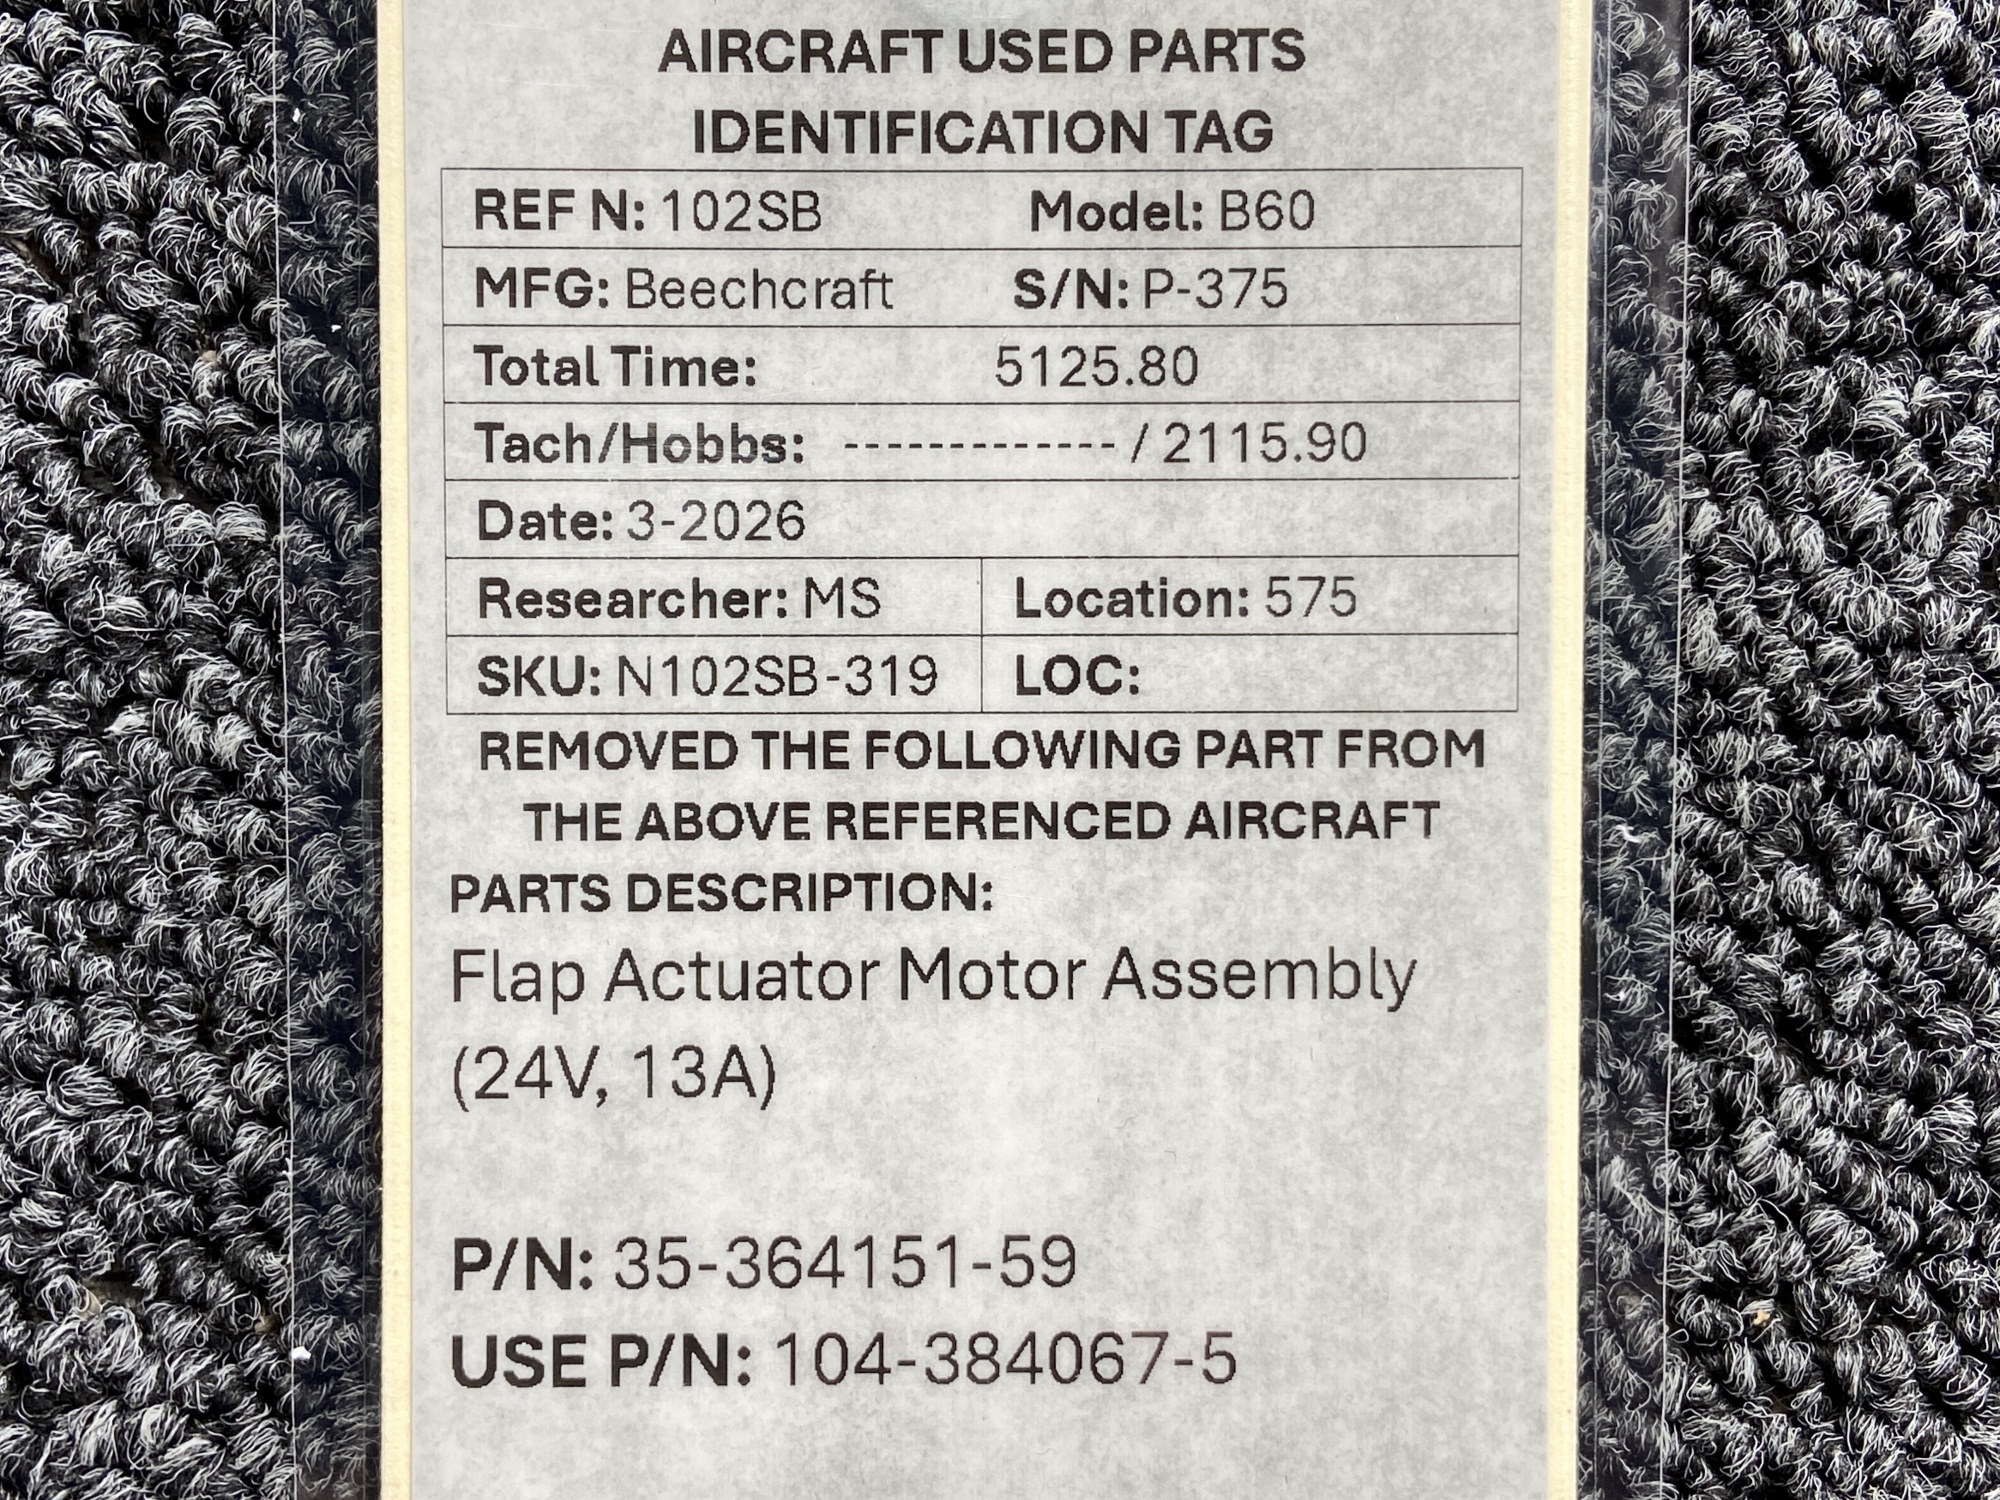 AIRCRAFT USED PARTS
IDENTIFICATION TAG
REF N: 102SB Model: B60
MFG: Beechcraft S/N: P-375
Total Time: 5125.80
Tach/Hobbs: ------------- / 2115.90
Date: 3-2026
Researcher: MS Location: 575
SKU: N102SB-319 LOC:
REMOVED THE FOLLOWING PART FROM
THE ABOVE REFERENCED AIRCRAFT
PARTS DESCRIPTION:
Flap Actuator Motor Assembly
(24V, 13A)
P/N: 35-364151-59
USE P/N: 104-384067-5